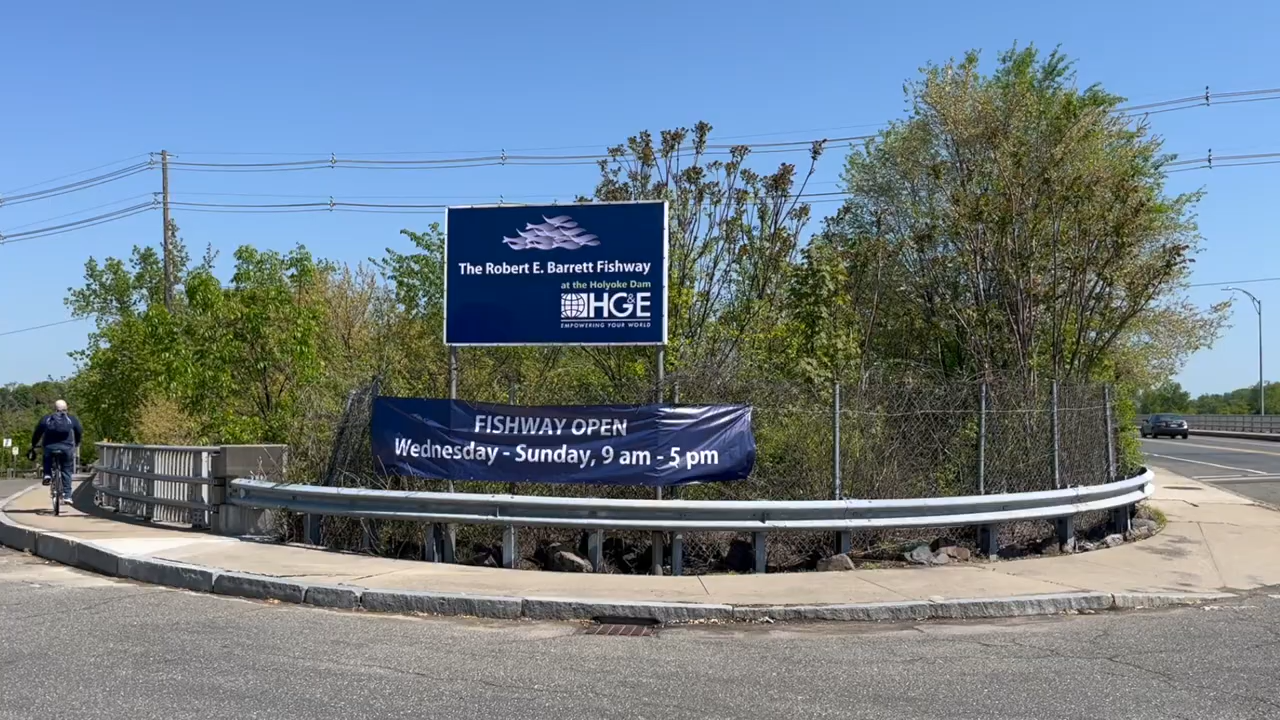 The Robert E. Barrett Fishway
at the Holyoke Dam
HG&E
EMPOWERING YOUR WORLD
FISHWAY OPEN
Wednesday - Sunday, 9 am - 5 pm